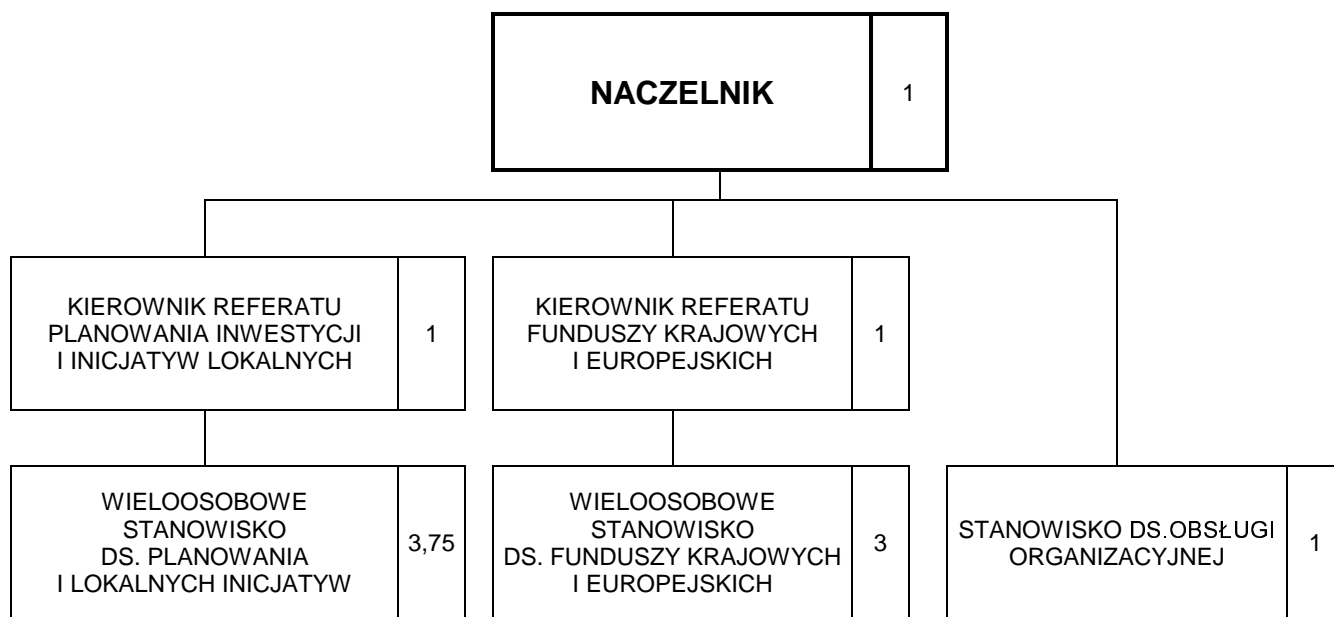 NACZELNIK
1
KIEROWNIK REFERATU
PLANOWANIA INWESTYCJI
I INICJATYW LOKALNYCH
1
KIEROWNIK REFERATU
FUNDUSZY KRAJOWYCH
I EUROPEJSKICH
1
WIELOOSOBOWE
STANOWISKO
DS. PLANOWANIA
I LOKALNYCH INICJATYW
3,75
WIELOOSOBOWE
STANOWISKO
DS. FUNDUSZY KRAJOWYCH
I EUROPEJSKICH
3
STANOWISKO DS.OBSŁUGI
ORGANIZACYJNEJ
1